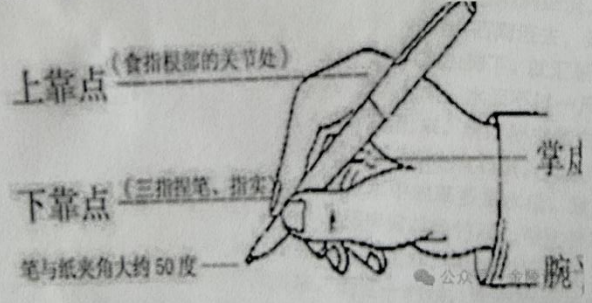 上靠点（食指根部的关节处）
掌
下靠点（三指捏笔、指实）
笔与纸夹角大约50度
腕
公众号